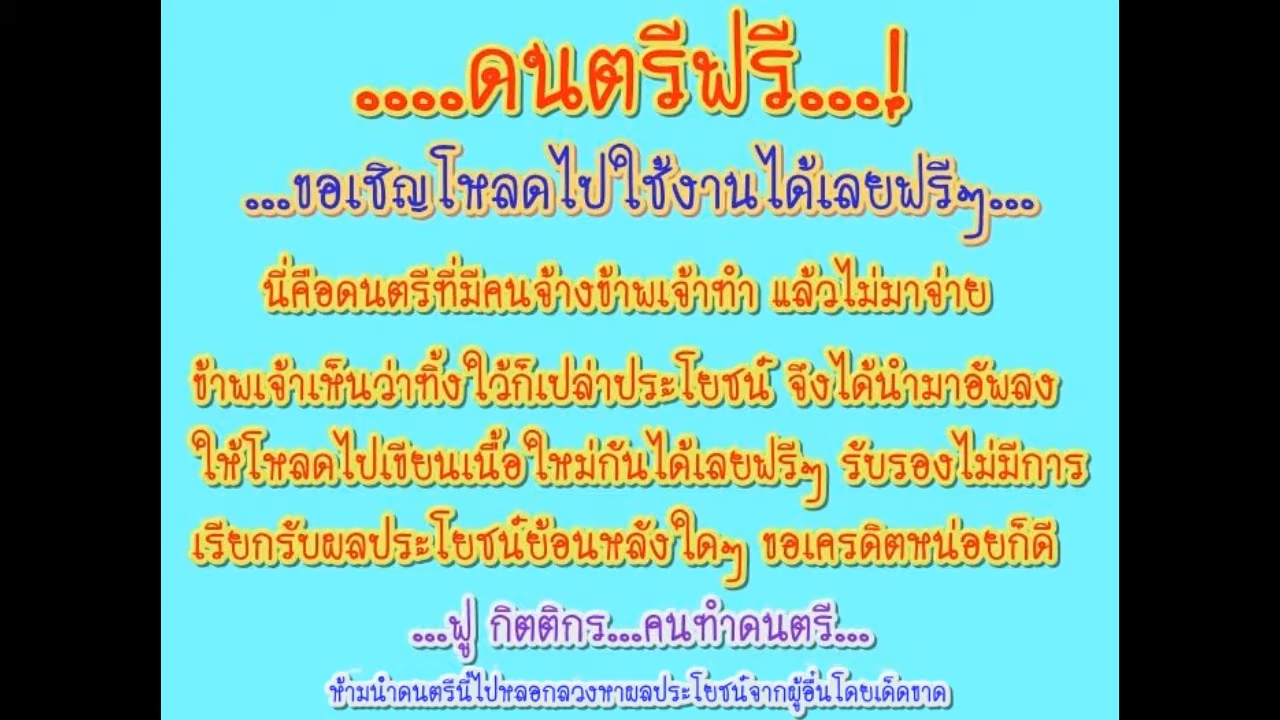 ....ดนตรีฟรี...!
...ขอเชิญโหลดไปใช้งานได้เลยฟรีๆ...
นี่คือดนตรีที่มีคนจ้างข้าพเจ้าทำ แล้วไม่มาจ่าย
ข้าพเจ้าเห็นว่าทิ้งใว้ก็เปล่าประโยชน์ จึงได้นำมาอัพลง
ให้โหลดไปเขียนเนื้อใหม่กันได้เลยฟรีๆ รับรองไม่มีการ
เรียกรับผลประโยชน์ย้อนหลังใดๆ ขอเครดิตหน่อยก็ดี
...ฟู กิตติกร...คนทำดนตรี...
ห้ามนำดนตรีนี้ไปหลอกลวงหาผลประโยชน์จากผู้อื่นโดยเด็ดขาด